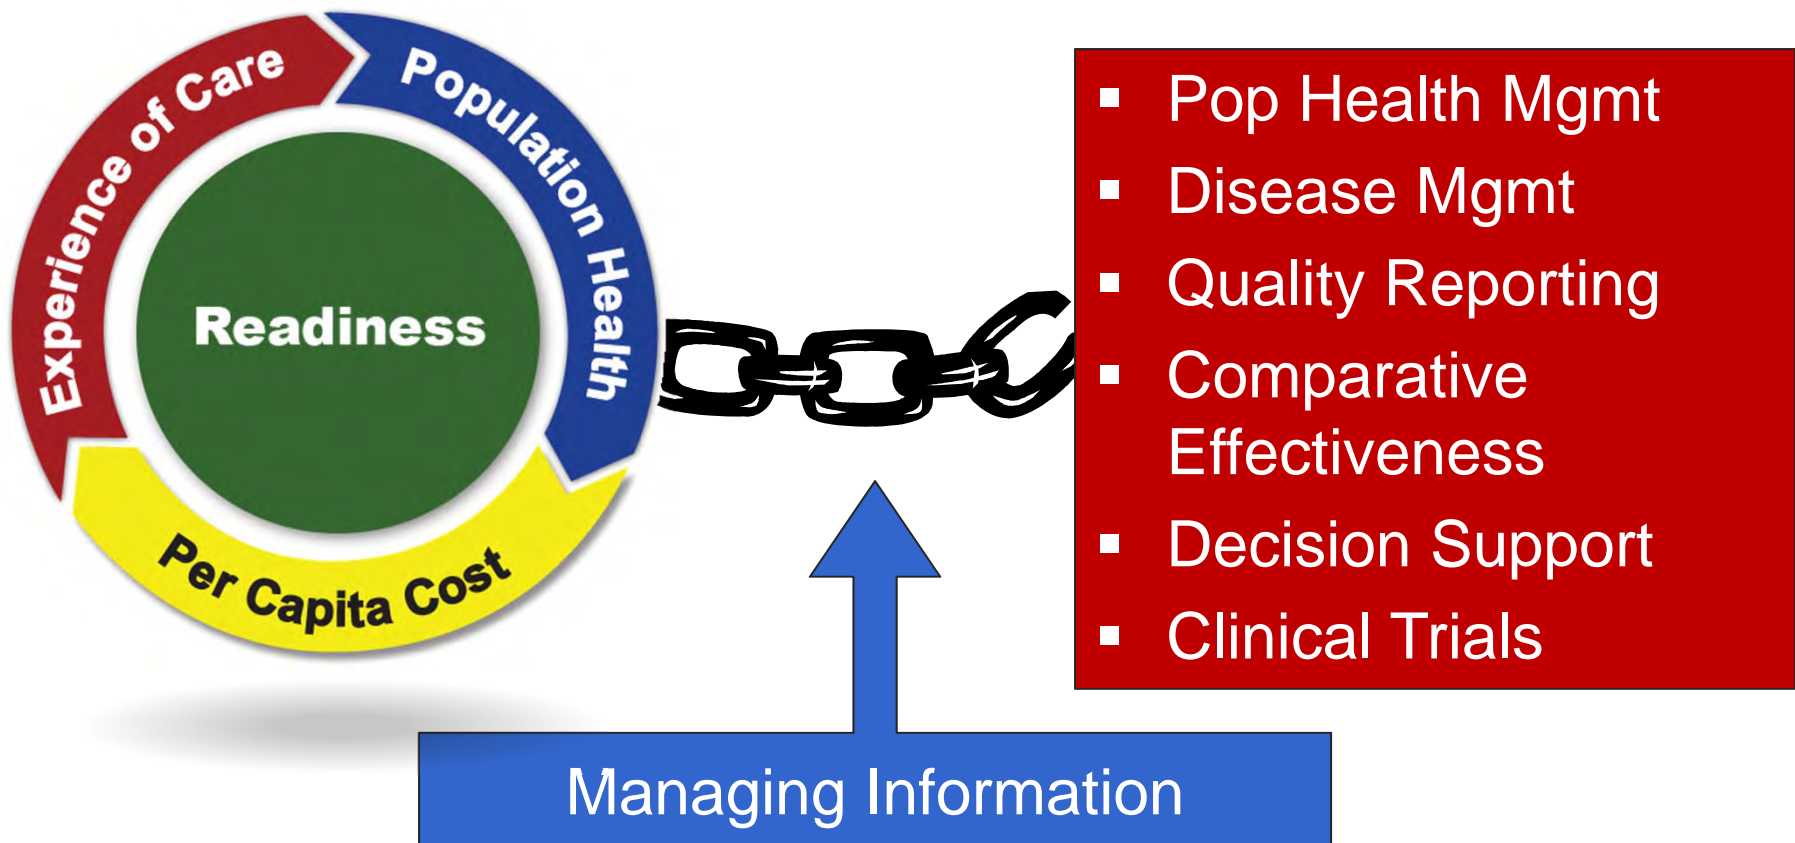 Experience of Care
Population Health
Readiness
Per Capita Cost
▪ Pop Health Mgmt
▪ Disease Mgmt
▪ Quality Reporting
▪ Comparative
Effectiveness
▪ Decision Support
▪ Clinical Trials
Managing Information